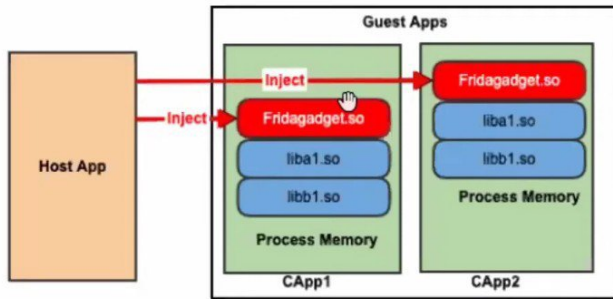 Guest Apps
Host App
Inject
Inject
Fridagadget.so
liba1.so
libb1.so
Process Memory
CApp1
Fridagadget.so
liba1.so
libb1.so
Process Memory
CApp2